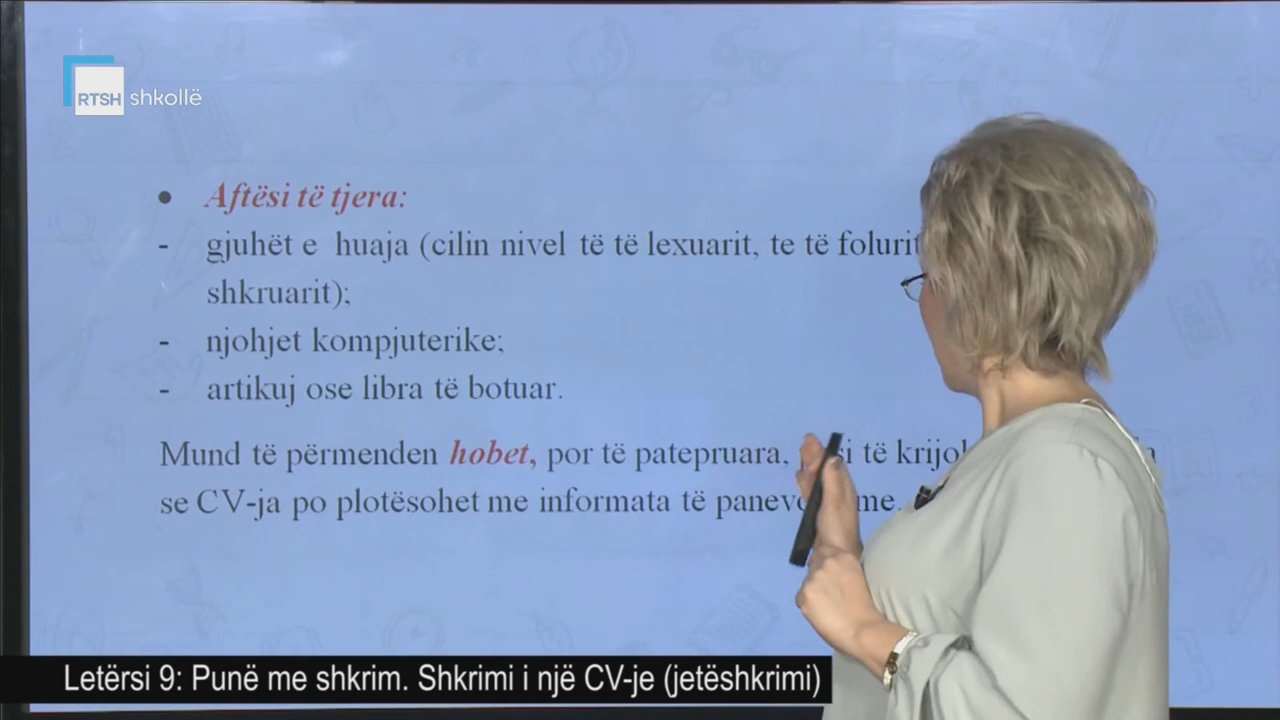 RTSH shkollë
• Aftësi të tjera:
- gjuhët e huaja (cilin nivel të të lexuarit, te të folurit
shkruarit);
- njohjet kompjuterike;
- artikuj ose libra të botuar.
Mund të përmenden hobet, por të patepruara, si të
se CV-ja po plotësohet me informata të
Letërsi 9: Punë me shkrim. Shkrimi i një CV-je (jetëshkrimi)